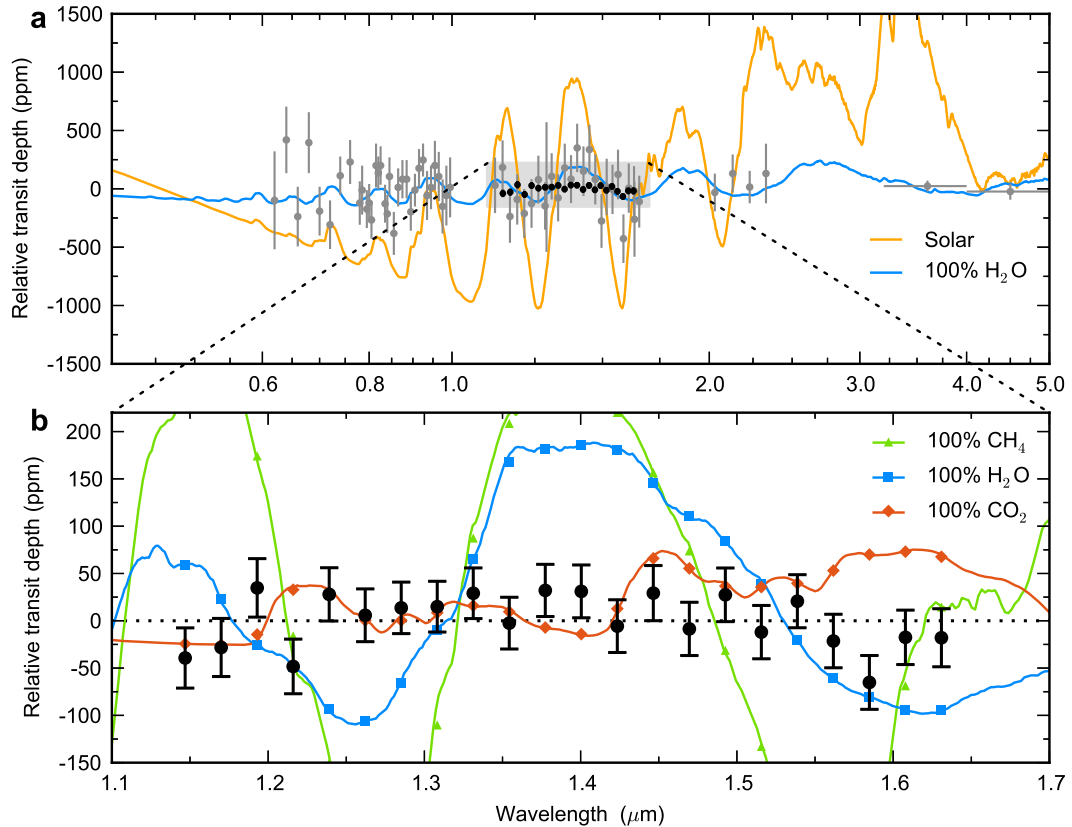 a
1500
1000
500
0
-500
-1000
-1500
Relative transit depth (ppm)
Solar
100% H₂O
0.6 0.8 1.0 2.0 3.0 4.0 5.0
b
200
150
100
50
0
-50
-100
-150
Relative transit depth (ppm)
100% CH₄
100% H₂O
100% CO₂
1.1 1.2 1.3 1.4 1.5 1.6 1.7
Wavelength (μm)